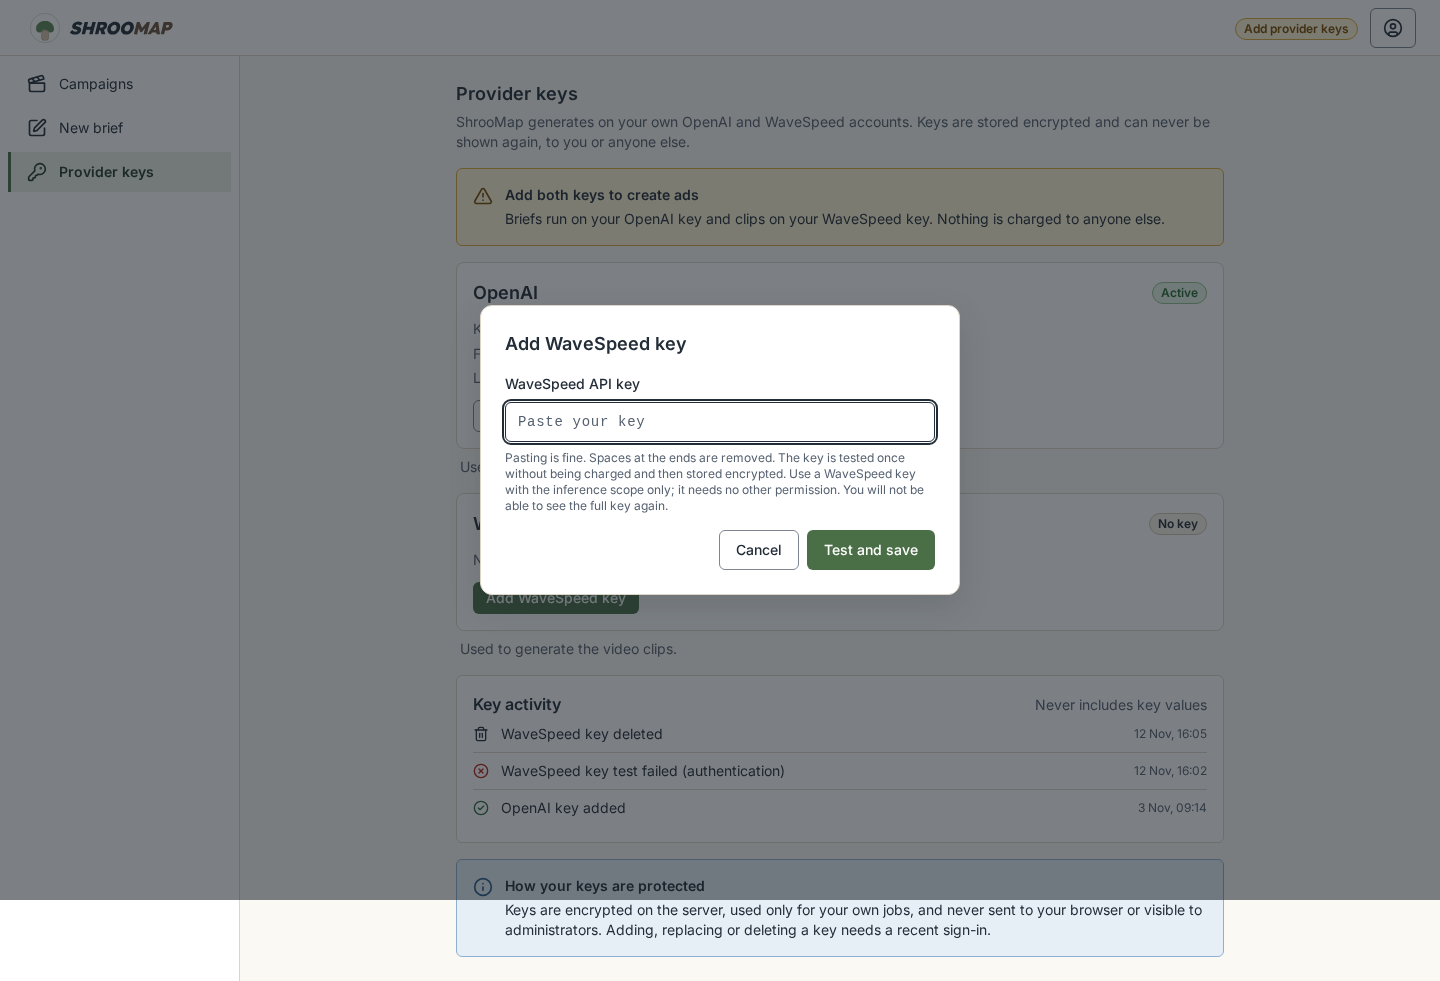 SHROOMAP
Add provider keys
Campaigns
New brief
Provider keys
Provider keys
ShrooMap generates on your own OpenAI and WaveSpeed accounts. Keys are stored encrypted and can never be
shown again, to you or anyone else.
Add both keys to create ads
Briefs run on your OpenAI key and clips on your WaveSpeed key. Nothing is charged to anyone else.
OpenAI
Active
Add WaveSpeed key
WaveSpeed API key
Paste your key
Pasting is fine. Spaces at the ends are removed. The key is tested once
without being charged and then stored encrypted. Use a WaveSpeed key
with the inference scope only; it needs no other permission. You will not be
able to see the full key again.
Cancel
Test and save
No key
Add WaveSpeed key
Used to generate the video clips.
Key activity
Never includes key values
WaveSpeed key deleted
12 Nov, 16:05
WaveSpeed key test failed (authentication)
12 Nov, 16:02
OpenAI key added
3 Nov, 09:14
How your keys are protected
Keys are encrypted on the server, used only for your own jobs, and never sent to your browser or visible to
administrators. Adding, replacing or deleting a key needs a recent sign-in.